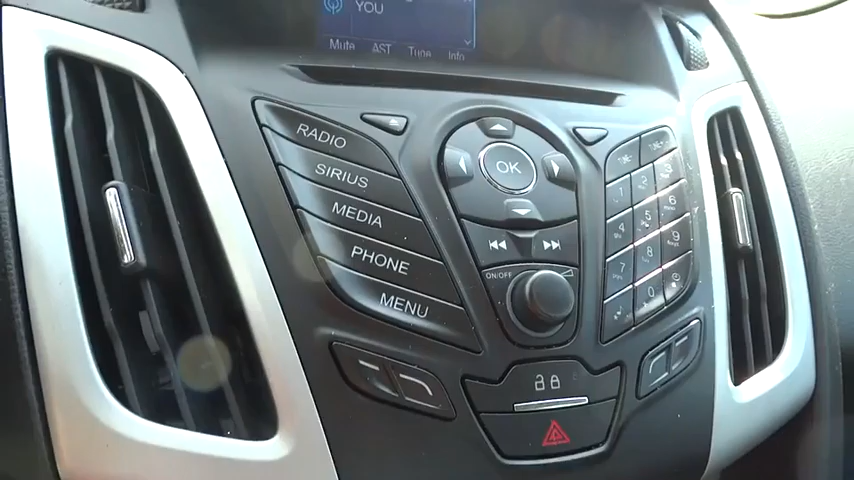 YOU
Mute AST Tune Info
RADIO
SIRIUS
MEDIA
PHONE
MENU
OK
ON/OFF
1 2 3
4 5 6
7 8 9
* 0 #